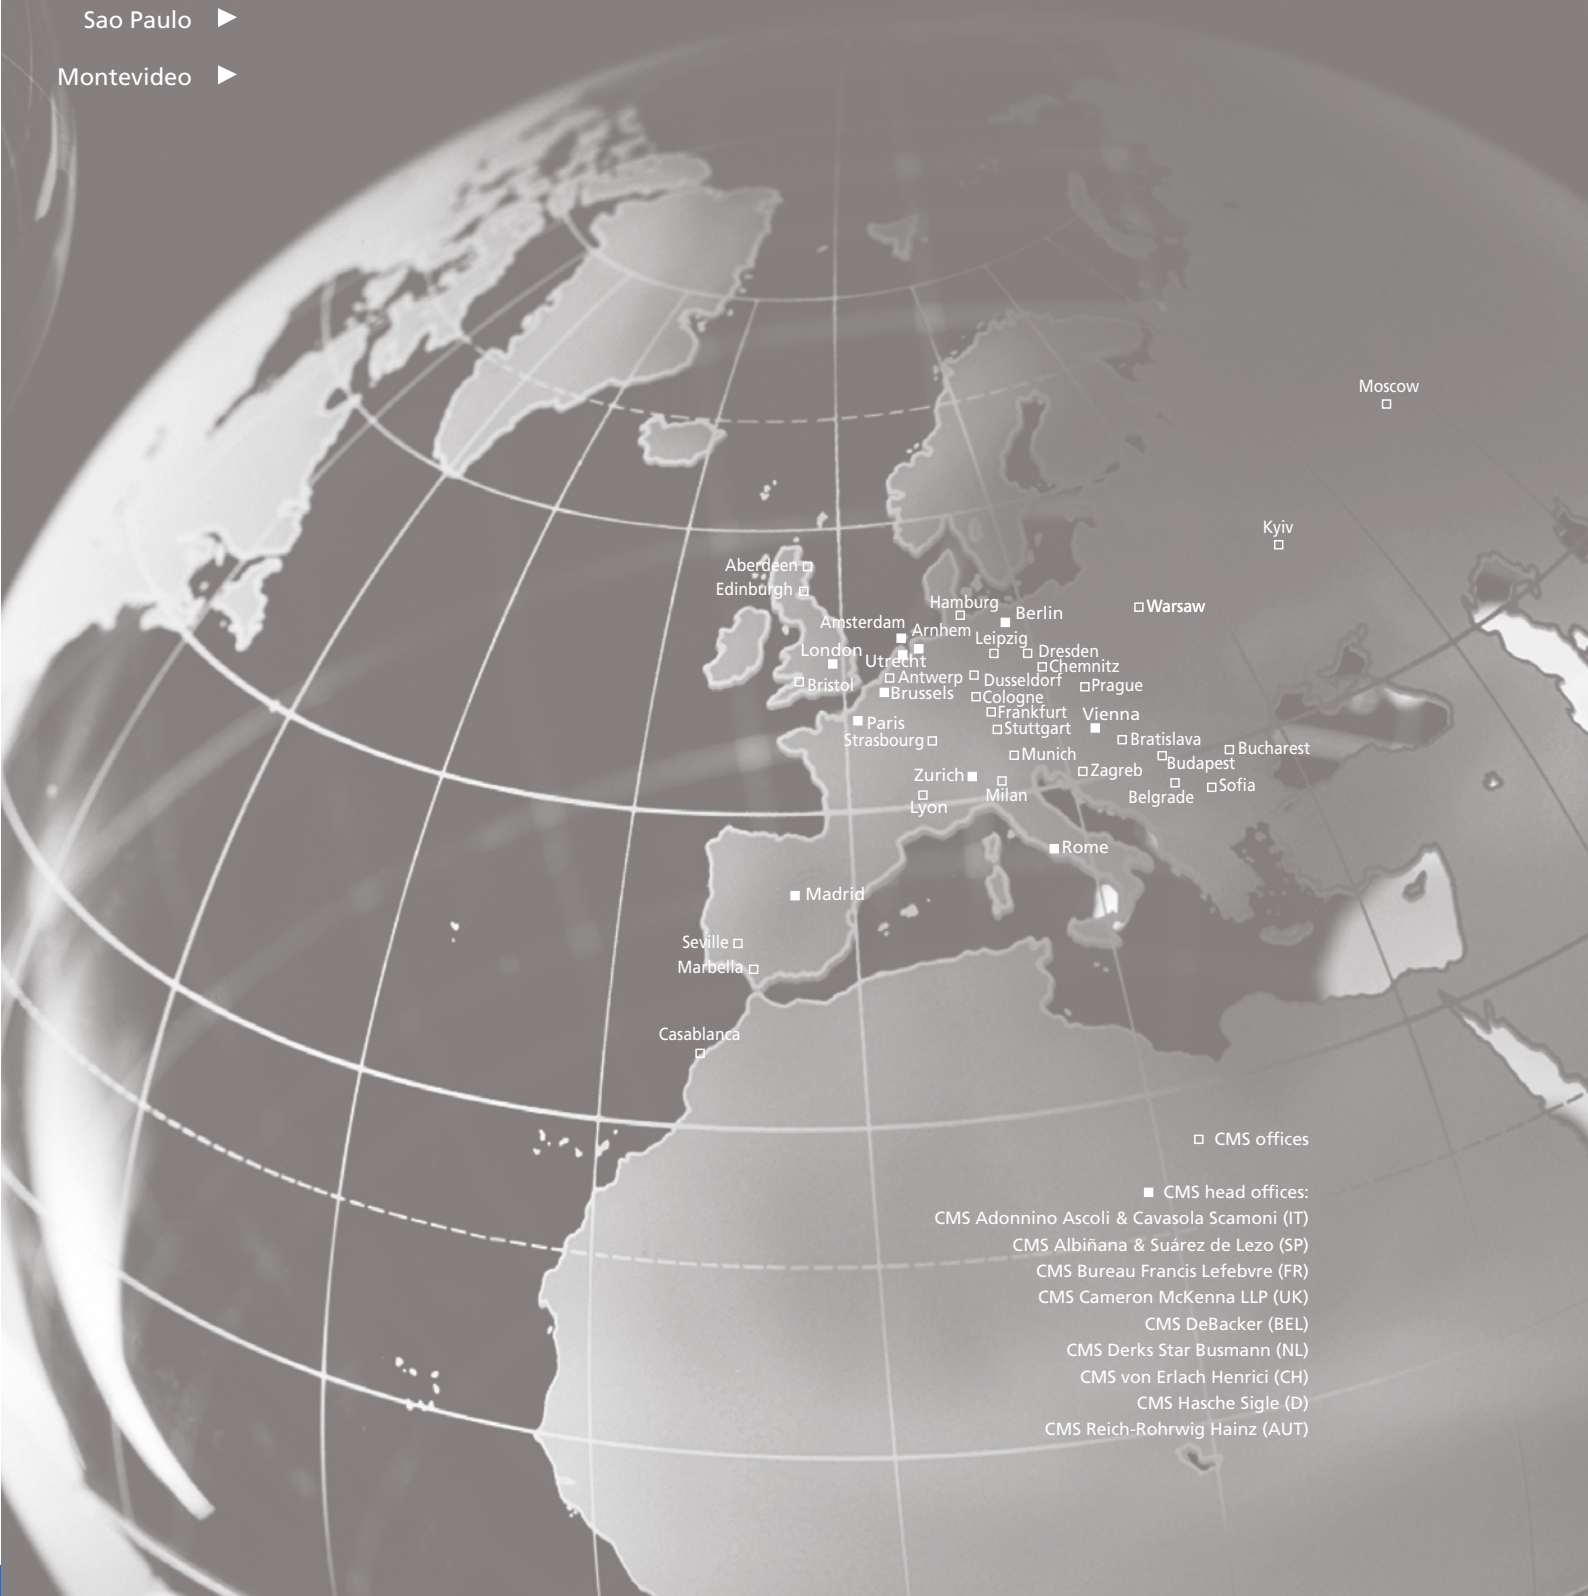 Sao Paulo
Montevideo
Moscow
Kyiv
Aberdeen
Edinburgh
Hamburg
Berlin
Warsaw
Amsterdam
Arnhem
Leipzig
London
Utrecht
Dresden
Chemnitz
Bristol
Antwerp
Dusseldorf
Prague
Brussels
Cologne
Frankfurt
Vienna
Paris
Stuttgart
Strasbourg
Bratislava
Bucharest
Munich
Budapest
Zurich
Zagreb
Milan
Sofia
Belgrade
Lyon
Rome
Madrid
Seville
Marbella
Casablanca
CMS offices
CMS head offices:
CMS Adonnino Ascoli & Cavasola Scamoni (IT)
CMS Albiñana & Suárez de Lezo (SP)
CMS Bureau Francis Lefebvre (FR)
CMS Cameron McKenna LLP (UK)
CMS DeBacker (BEL)
CMS Derks Star Busmann (NL)
CMS von Erlach Henrici (CH)
CMS Hasche Sigle (D)
CMS Reich-Rohrwig Hainz (AUT)